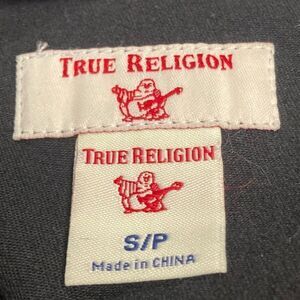 TRUE RELIGION
TRUE RELIGION
S/P
Made in CHINA